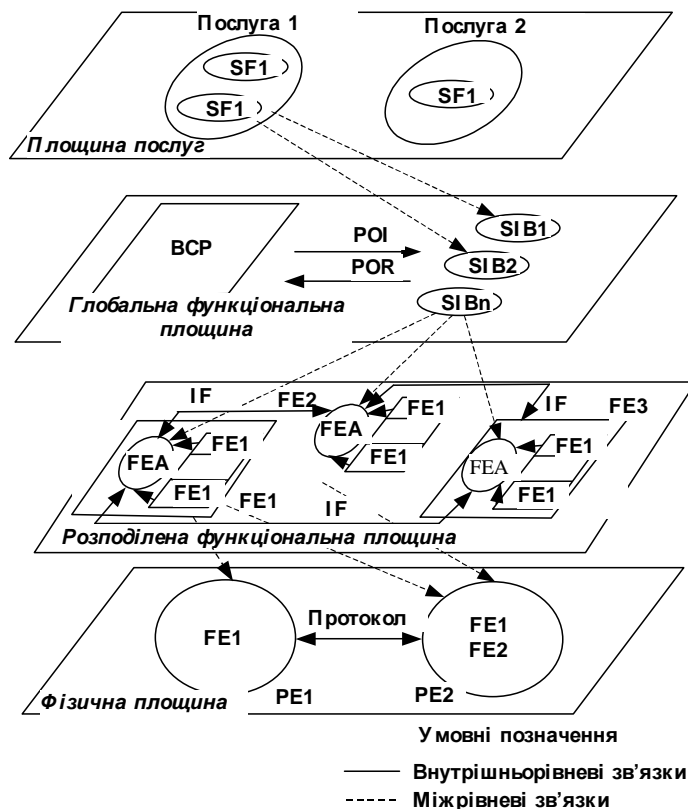 Послуга 1
Послуга 2
SF1
SF1
SF1
Площина послуг
BCP
POI
POR
SIB1
SIB2
SIBn
Глобальна функціональна
площина
IF
FE2
FE1
IF
FE3
FEA
FE1
FEA
FE1
FE1
FEA
FE1
FE1
FE1
IF
FE1
Розподілена функціональна площина
FE1
Протокол
FE1
FE2
PE1
PE2
Фізична площина
Умовні позначення
Внутрішньорівневі зв’язки
Міжрівневі зв’язки